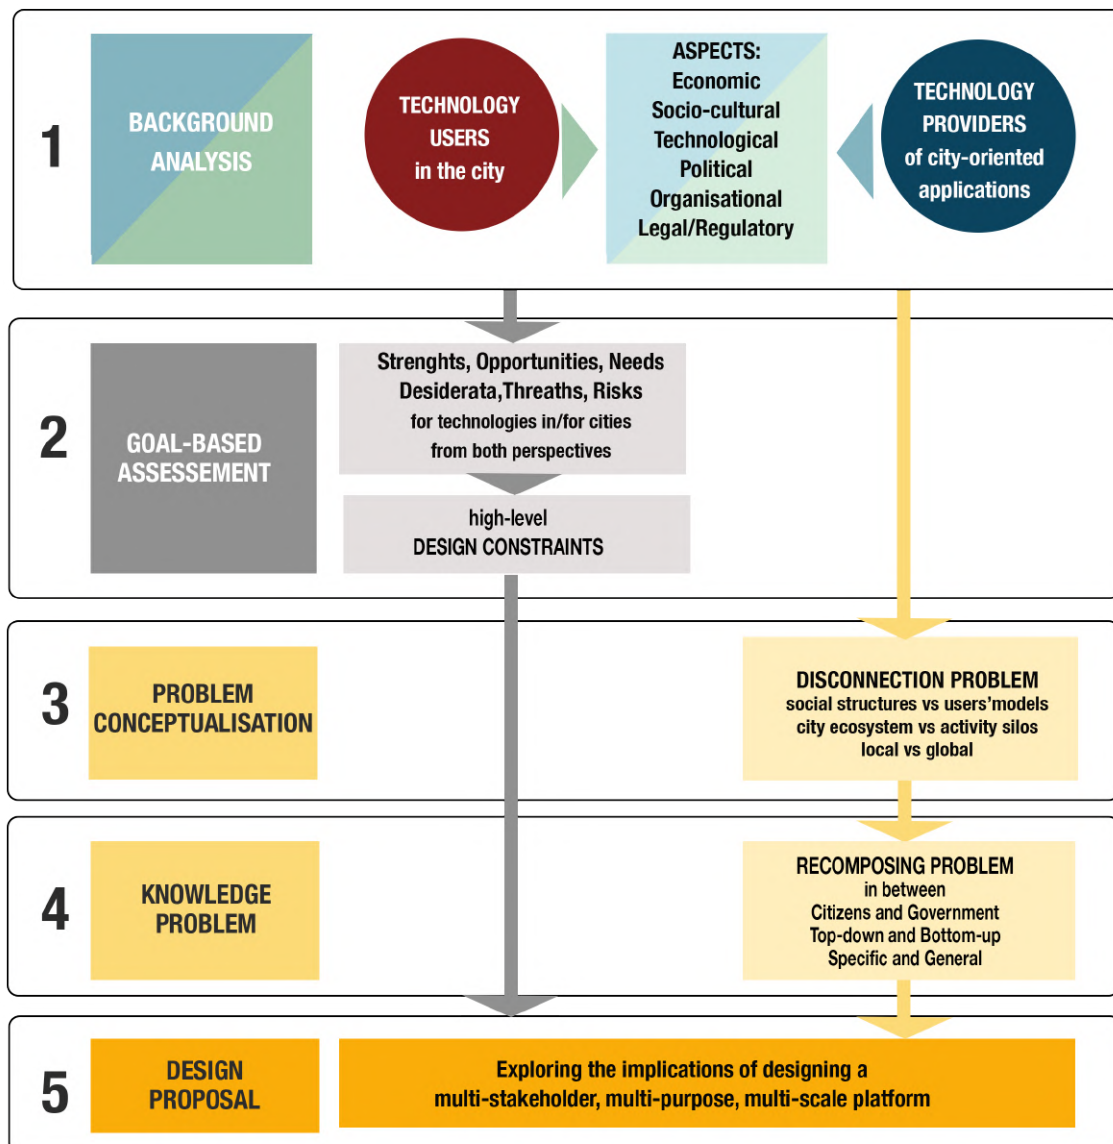 1
BACKGROUND
ANALYSIS
TECHNOLOGY
USERS
in the city
ASPECTS:
Economic
Socio-cultural
Technological
Political
Organisational
Legal/Regulatory
TECHNOLOGY
PROVIDERS
of city-oriented
applications
2
GOAL-BASED
ASSESSEMENT
Strenghts, Opportunities, Needs
Desiderata,Threaths, Risks
for technologies in/for cities
from both perspectives
high-level
DESIGN CONSTRAINTS
3
PROBLEM
CONCEPTUALISATION
DISCONNECTION PROBLEM
social structures vs users'models
city ecosystem vs activity silos
local vs global
4
KNOWLEDGE
PROBLEM
RECOMPOSING PROBLEM
in between
Citizens and Government
Top-down and Bottom-up
Specific and General
5
DESIGN
PROPOSAL
Exploring the implications of designing a
multi-stakeholder, multi-purpose, multi-scale platform